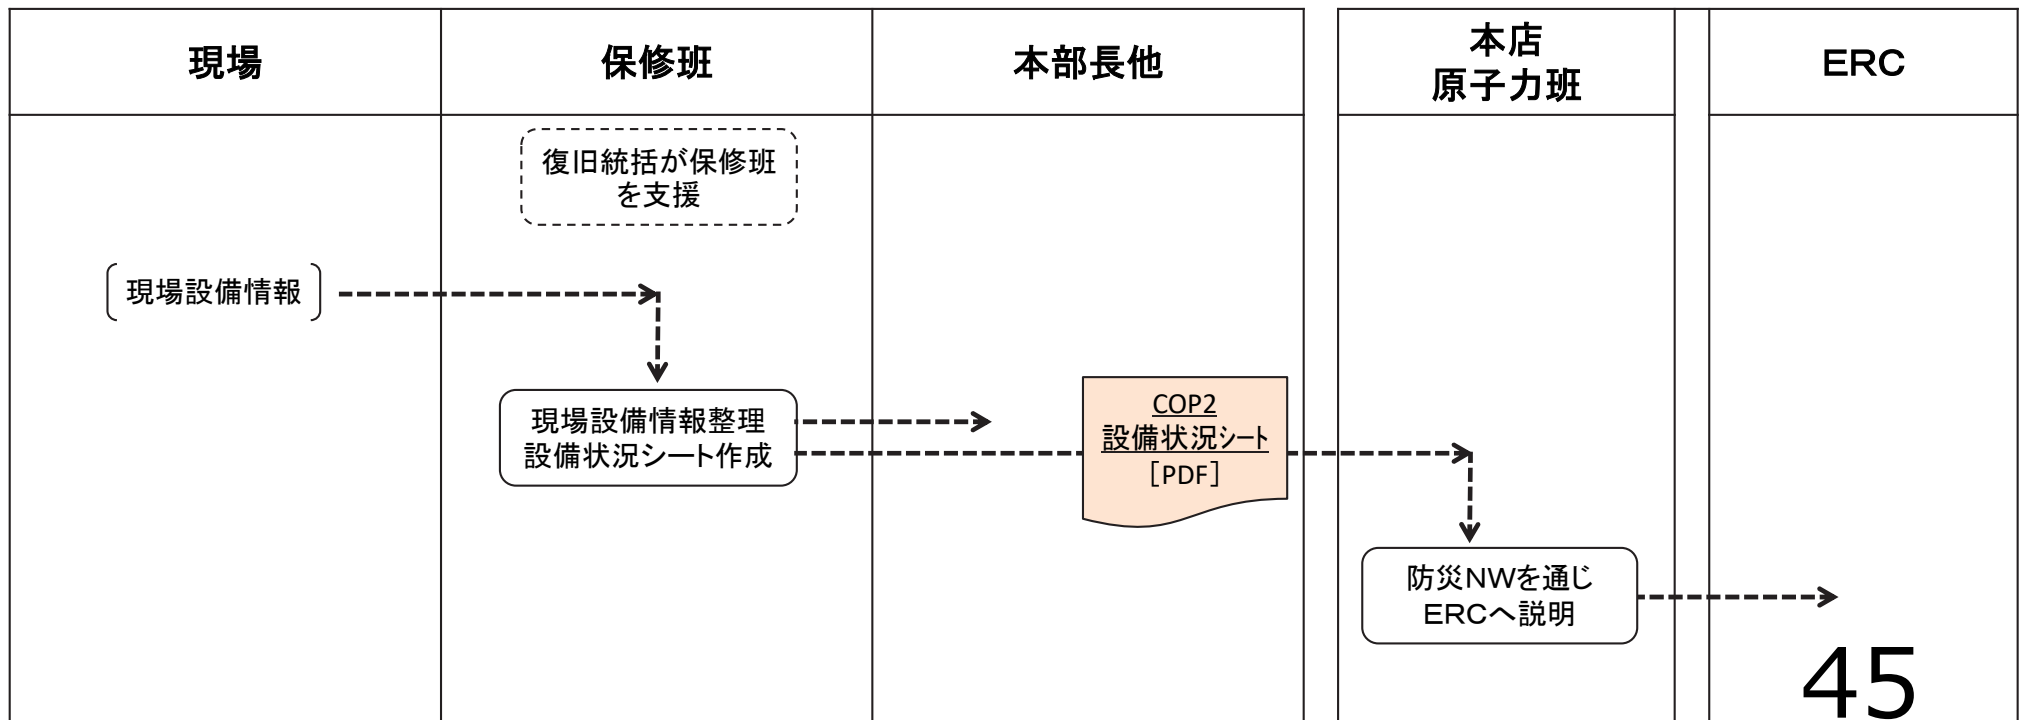 現場
保修班
本部長他
本店
原子力班
ERC
復旧統括が保修班
を支援
現場設備情報
現場設備情報整理
設備状況シート作成
COP2
設備状況シート
[PDF]
防災NWを通じ
ERCへ説明
45